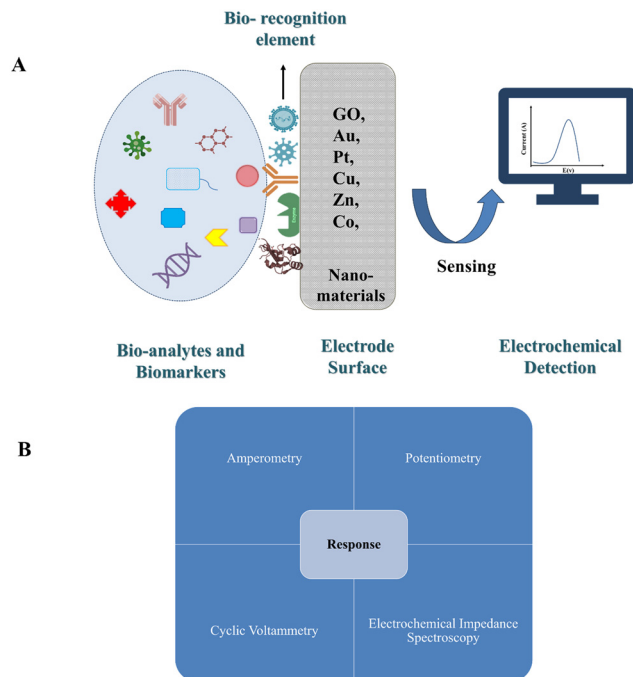 Bio- recognition
element
A
GO,
Au,
Pt,
Cu,
Zn,
Co,
Nano-
materials
Enzyme
Current (A)
E(v)
Sensing
Bio-analytes and
Biomarkers
Electrode
Surface
Electrochemical
Detection
B
Amperometry
Potentiometry
Response
Cyclic Voltammetry
Electrochemical Impedance
Spectroscopy